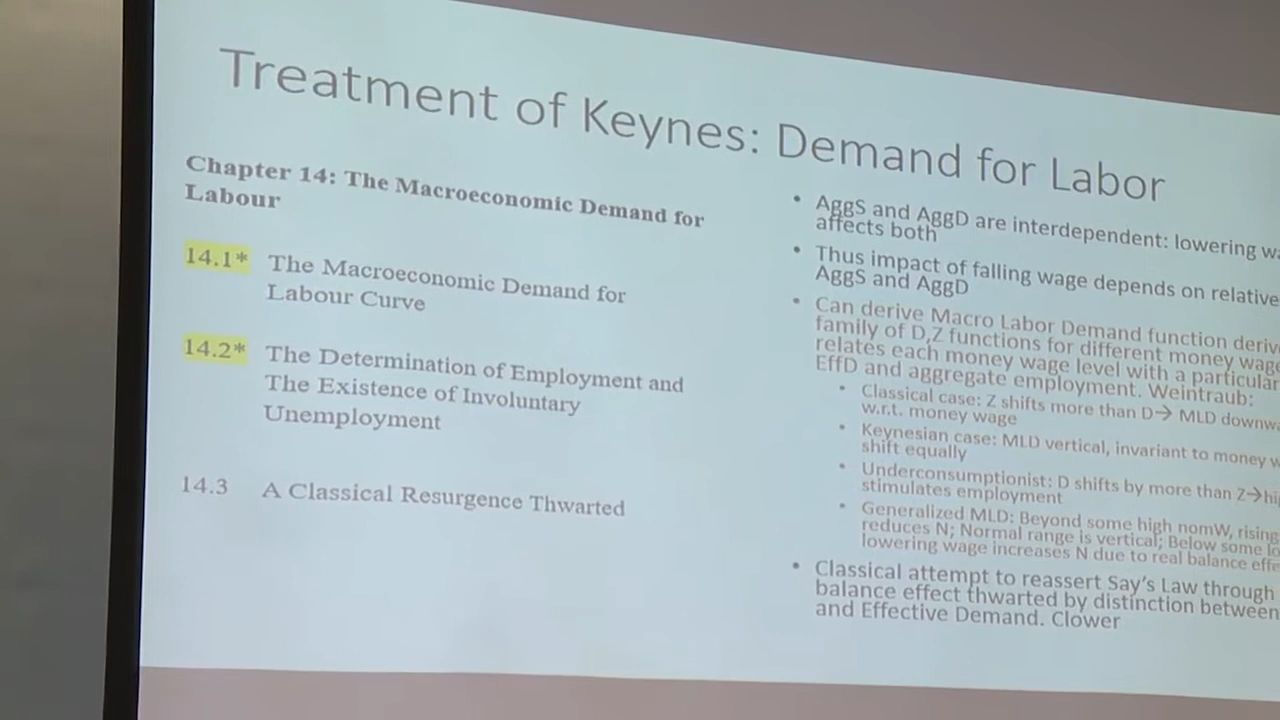 Treatment of Keynes: Demand for Labor
Chapter 14: The Macroeconomic Demand for
Labour
14.1* The Macroeconomic Demand for
Labour Curve
14.2* The Determination of Employment and
The Existence of Involuntary
Unemployment
14.3 A Classical Resurgence Thwarted
• AggS and AggD are interdependent: lowering
affects both
• Thus impact of falling wage depends on relative
AggS and AggD
• Can derive Macro Labor Demand function
family of D,Z functions for different money
relates each money wage level with a particular
EffD and aggregate employment. Weintraub:
• Classical case: Z shifts more than D→ MLD
w.r.t. money wage
• Keynesian case: MLD vertical, invariant to money
shift equally
• Underconsumptionist: D shifts by more than Z→
stimulates employment
• Generalized MLD: Beyond some high nomW, rising
reduces N; Normal range is vertical; Below some
lowering wage increases N due to real balance
• Classical attempt to reassert Say's Law through
balance effect thwarted by distinction between
and Effective Demand. Clower